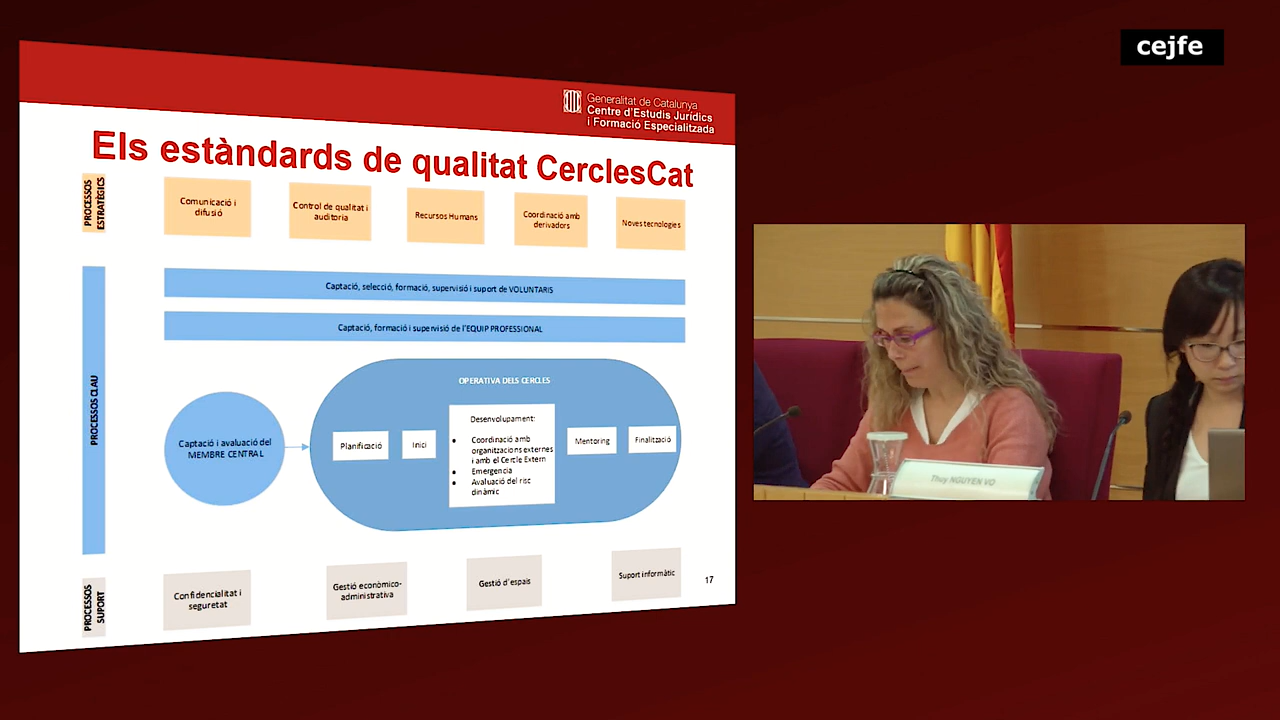 cejfe
Generalitat de Catalunya
Centre d'Estudis Jurídics
i Formació Especialitzada
Els estàndards de qualitat CerclesCat
PROCESSOS
ESTRATÈGICS
Comunicació i
difusió
Control de qualitat i
auditoria
Recursos Humans
Coordinació amb
derivadors
Noves tecnologies
PROCESSOS CLAU
Captació, selecció, formació, supervisió i suport de VOLUNTARIS
Captació, formació i supervisió de l'EQUIP PROFESSIONAL
Captació i avaluació del
MEMBRE CENTRAL
OPERATIVA DELS CERCLES
Planificació
Inici
Desenvolupament:
• Coordinació amb
organitzacions externes
i amb el Cercle Extern
• Emergencia
• Avaluació del risc
dinàmic
Mentoring
Finalització
PROCESSOS
SUPORT
Confidencialitat i
seguretat
Gestió econòmico-
administrativa
Gestió d'espais
Suport informàtic
17
Thuy NGUYEN VO